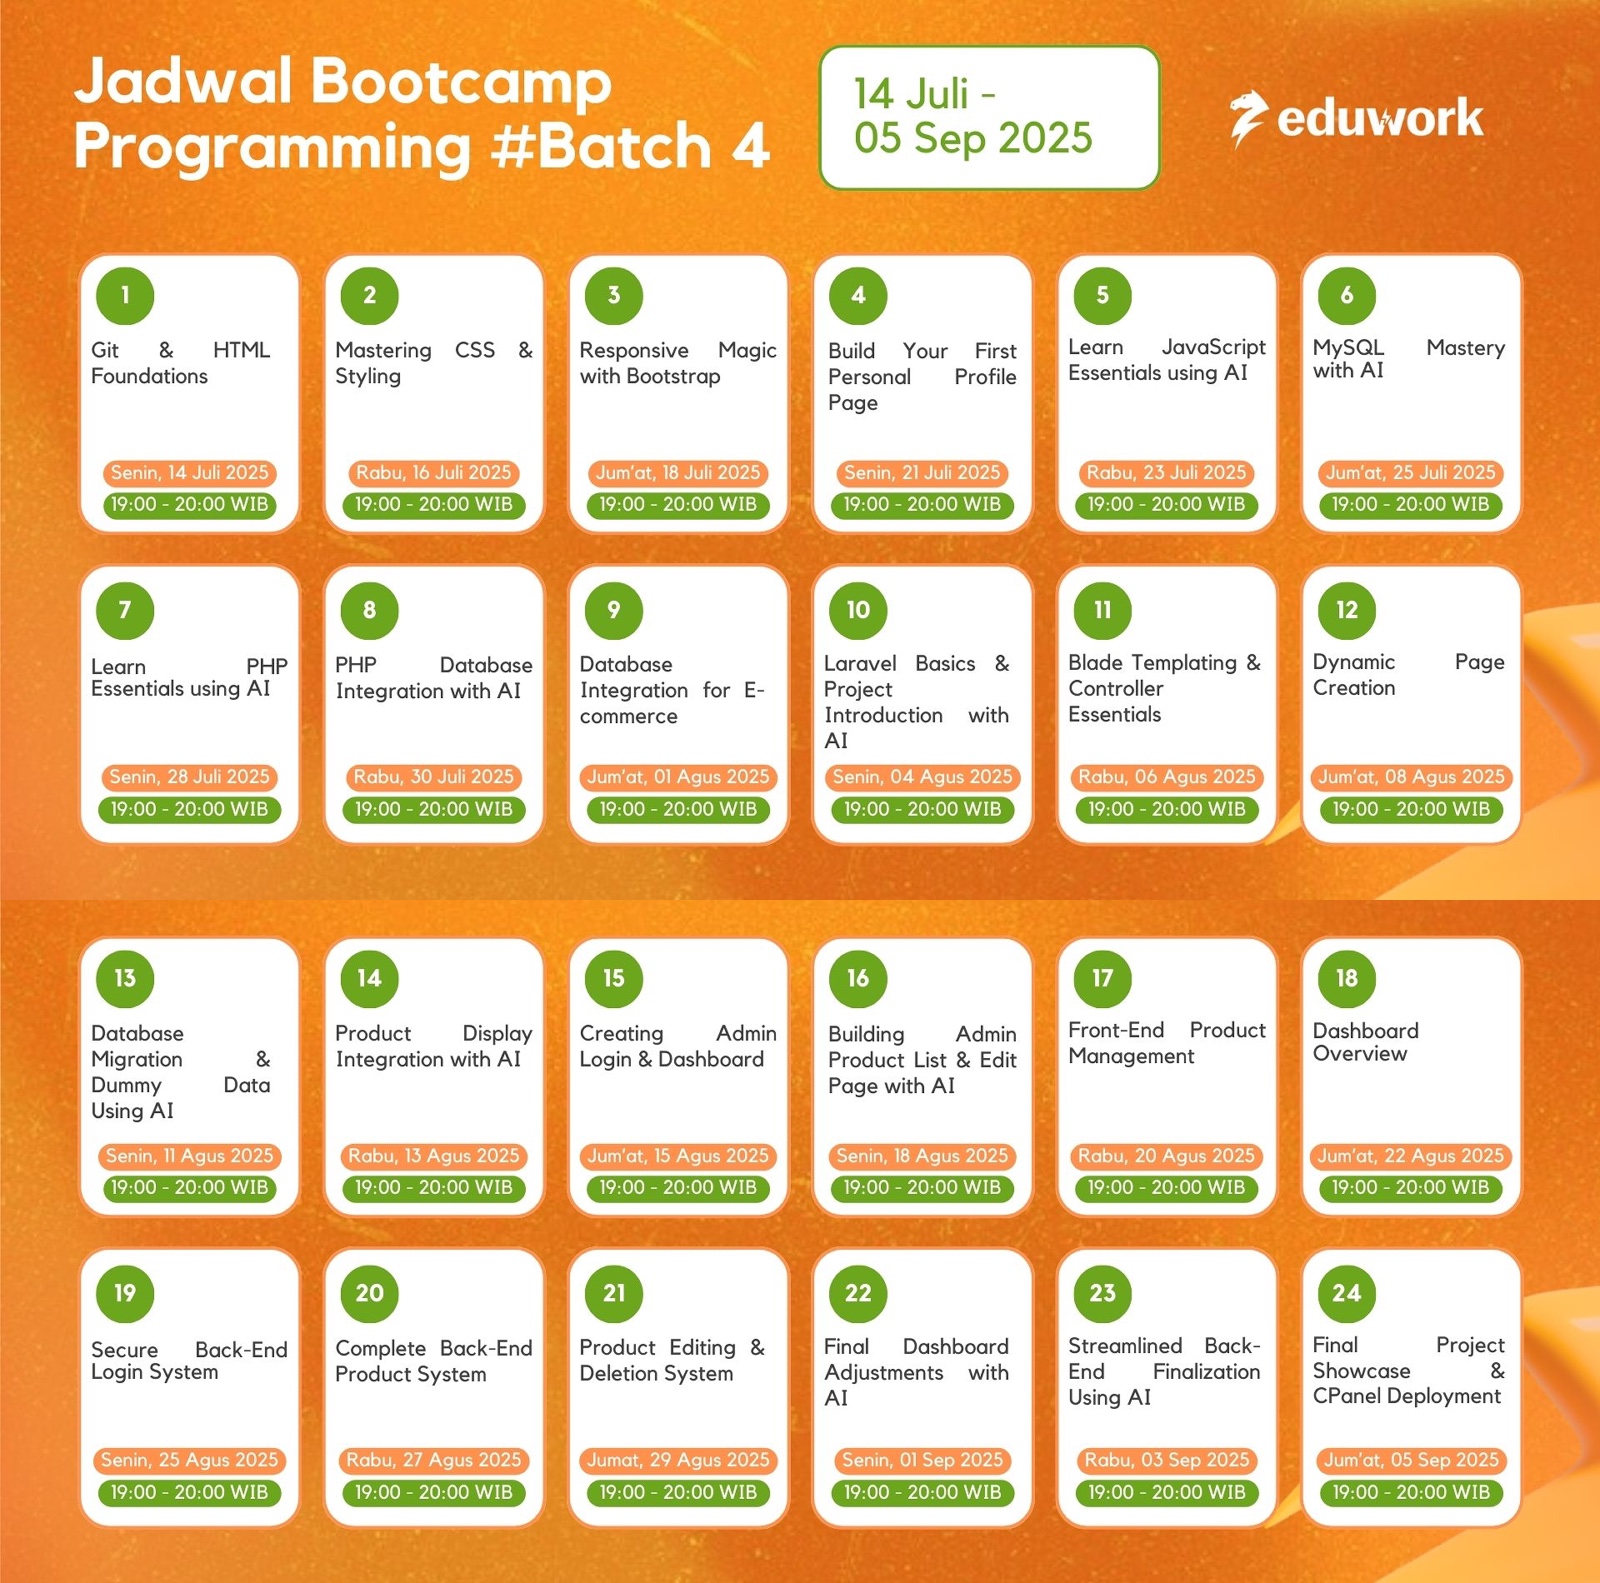 Jadwal Bootcamp
Programming #Batch 4
14 Juli -
05 Sep 2025
eduwork
1
Git & HTML
Foundations
Senin, 14 Juli 2025
19:00 - 20:00 WIB
2
Mastering CSS &
Styling
Rabu, 16 Juli 2025
19:00 - 20:00 WIB
3
Responsive Magic
with Bootstrap
Jum'at, 18 Juli 2025
19:00 - 20:00 WIB
4
Build Your First
Personal Profile
Page
Senin, 21 Juli 2025
19:00 - 20:00 WIB
5
Learn JavaScript
Essentials using AI
Rabu, 23 Juli 2025
19:00 - 20:00 WIB
6
MySQL Mastery
with AI
Jum'at, 25 Juli 2025
19:00 - 20:00 WIB
7
Learn PHP
Essentials using AI
Senin, 28 Juli 2025
19:00 - 20:00 WIB
8
PHP Database
Integration with AI
Rabu, 30 Juli 2025
19:00 - 20:00 WIB
9
Database
Integration for E-
commerce
Jum'at, 01 Agus 2025
19:00 - 20:00 WIB
10
Laravel Basics &
Project
Introduction with
AI
Senin, 04 Agus 2025
19:00 - 20:00 WIB
11
Blade Templating &
Controller
Essentials
Rabu, 06 Agus 2025
19:00 - 20:00 WIB
12
Dynamic Page
Creation
Jum'at, 08 Agus 2025
19:00 - 20:00 WIB
13
Database
Migration &
Dummy Data
Using AI
Senin, 11 Agus 2025
19:00 - 20:00 WIB
14
Product Display
Integration with AI
Rabu, 13 Agus 2025
19:00 - 20:00 WIB
15
Creating Admin
Login & Dashboard
Jum'at, 15 Agus 2025
19:00 - 20:00 WIB
16
Building Admin
Product List & Edit
Page with AI
Senin, 18 Agus 2025
19:00 - 20:00 WIB
17
Front-End Product
Management
Rabu, 20 Agus 2025
19:00 - 20:00 WIB
18
Dashboard
Overview
Jum'at, 22 Agus 2025
19:00 - 20:00 WIB
19
Secure Back-End
Login System
Senin, 25 Agus 2025
19:00 - 20:00 WIB
20
Complete Back-End
Product System
Rabu, 27 Agus 2025
19:00 - 20:00 WIB
21
Product Editing &
Deletion System
Jumat, 29 Agus 2025
19:00 - 20:00 WIB
22
Final Dashboard
Adjustments with
AI
Senin, 01 Sep 2025
19:00 - 20:00 WIB
23
Streamlined Back-
End Finalization
Using AI
Rabu, 03 Sep 2025
19:00 - 20:00 WIB
24
Final Project
Showcase &
CPanel Deployment
Jum'at, 05 Sep 2025
19:00 - 20:00 WIB